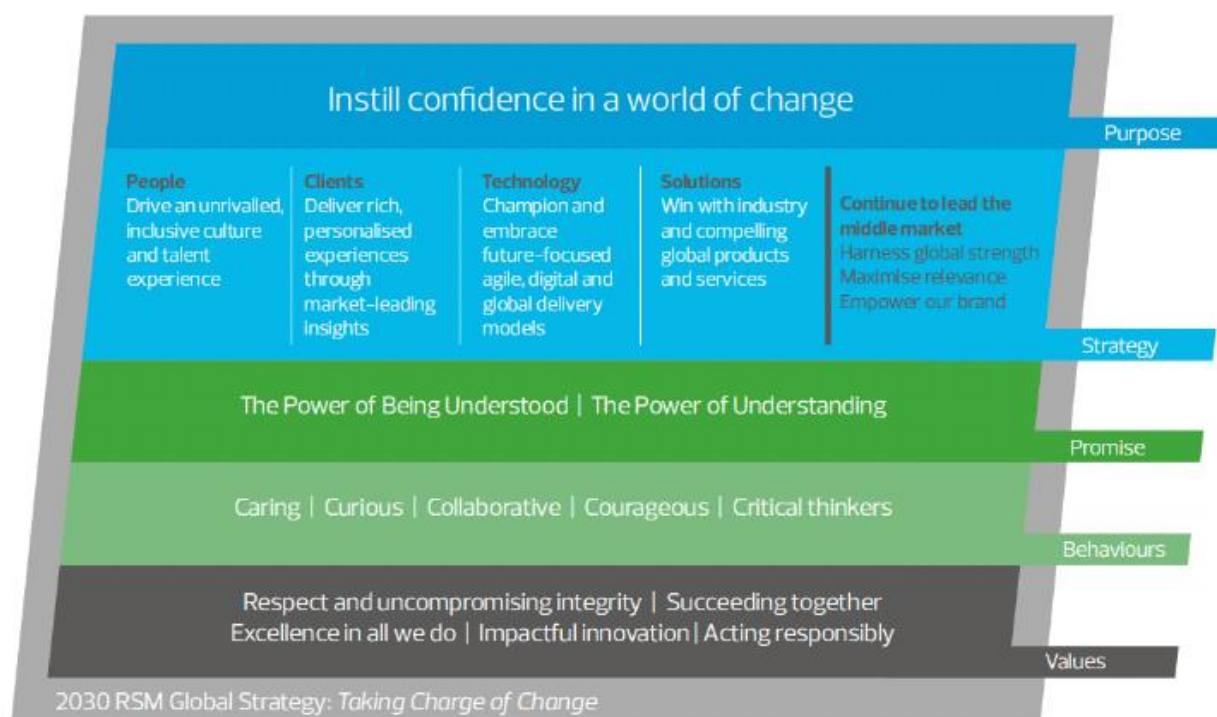 Instill confidence in a world of change
Purpose
People
Drive an unrivalled,
inclusive culture
and talent
experience
Clients
Deliver rich,
personalised
experiences
through
market-leading
insights
Technology
Champion and
embrace
future-focused
agile, digital and
global delivery
models
Solutions
Win with industry
and compelling
global products
and services
Continue to lead the
middle market
Harness global strength
Maximise relevance
Empower our brand
Strategy
The Power of Being Understood | The Power of Understanding
Promise
Caring | Curious | Collaborative | Courageous | Critical thinkers
Behaviours
Respect and uncompromising integrity | Succeeding together
Excellence in all we do | Impactful innovation | Acting responsibly
Values
2030 RSM Global Strategy: Taking Charge of Change